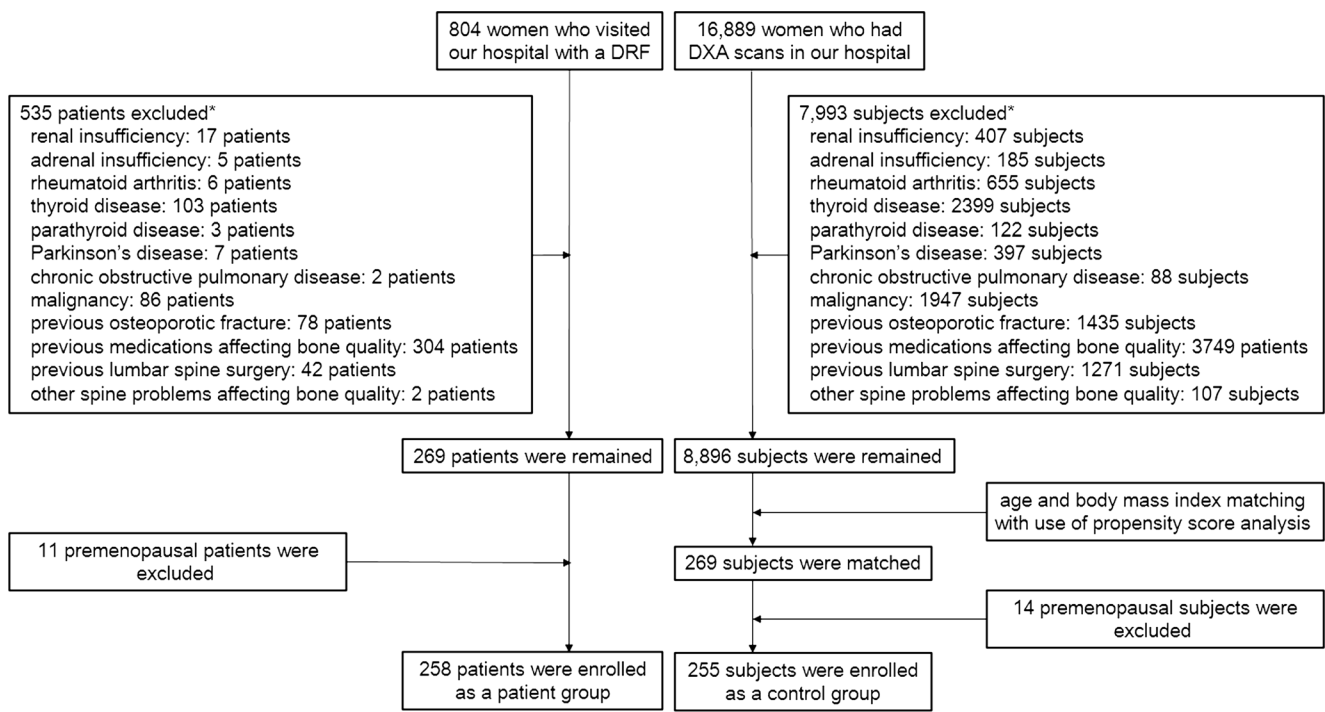 804 women who visited
our hospital with a DRF
16,889 women who had
DXA scans in our hospital
535 patients excluded*
renal insufficiency: 17 patients
adrenal insufficiency: 5 patients
rheumatoid arthritis: 6 patients
thyroid disease: 103 patients
parathyroid disease: 3 patients
Parkinson's disease: 7 patients
chronic obstructive pulmonary disease: 2 patients
malignancy: 86 patients
previous osteoporotic fracture: 78 patients
previous medications affecting bone quality: 304 patients
previous lumbar spine surgery: 42 patients
other spine problems affecting bone quality: 2 patients
7,993 subjects excluded*
renal insufficiency: 407 subjects
adrenal insufficiency: 185 subjects
rheumatoid arthritis: 655 subjects
thyroid disease: 2399 subjects
parathyroid disease: 122 subjects
Parkinson's disease: 397 subjects
chronic obstructive pulmonary disease: 88 subjects
malignancy: 1947 subjects
previous osteoporotic fracture: 1435 subjects
previous medications affecting bone quality: 3749 patients
previous lumbar spine surgery: 1271 subjects
other spine problems affecting bone quality: 107 subjects
269 patients were remained
8,896 subjects were remained
age and body mass index matching
with use of propensity score analysis
11 premenopausal patients were
excluded
269 subjects were matched
14 premenopausal subjects were
excluded
258 patients were enrolled
as a patient group
255 subjects were enrolled
as a control group